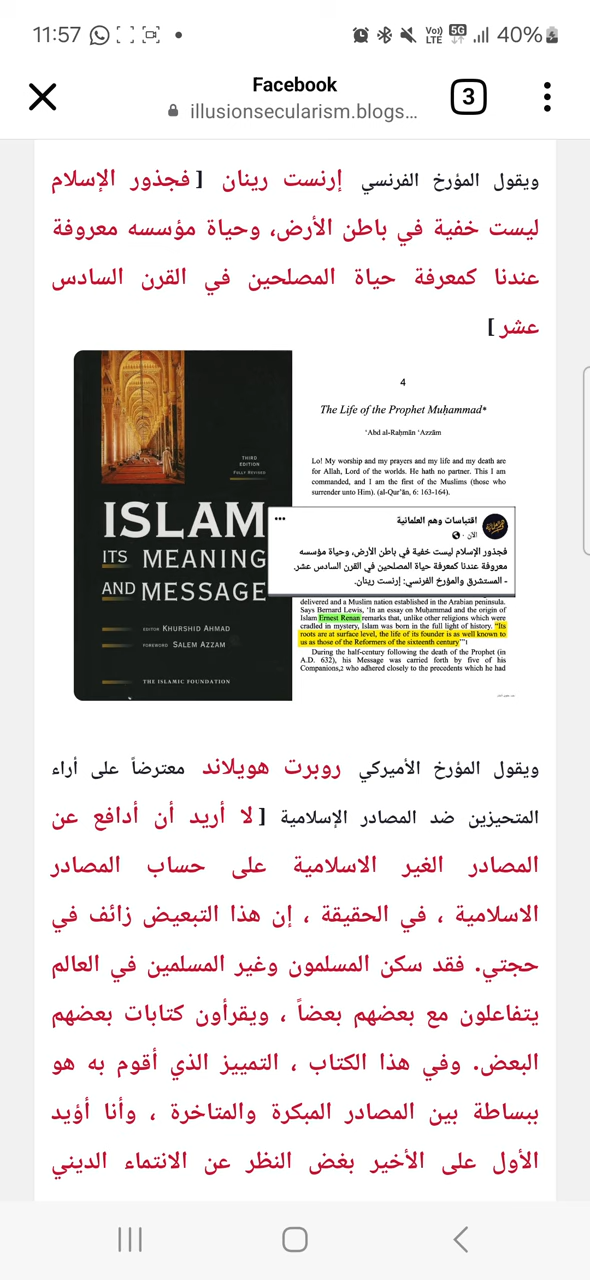 11:57
Vo)) LTE 5G 40%
Facebook
3
illusionsecularism.blogs...
ويقول المؤرخ الفرنسي إرنست رينان [ فجذور الإسلام
ليست خفية في باطن الأرض، وحياة مؤسسه معروفة
عندنا كمعرفة حياة المصلحين في القرن السادس
عشر ]
THIRD
EDITION
FULLY REVISED
ISLAM
ITS MEANING
AND MESSAGE
EDITOR KHURSHID AHMAD
FOREWORD SALEM AZZAM
THE ISLAMIC FOUNDATION
4
The Life of the Prophet Muḥammad*
ʻAbd al-Raḥmān ʻAzzām
Lo! My worship and my prayers and my life and my death are
for Allah, Lord of the worlds. He hath no partner. This I am
commanded, and I am the first of the Muslims (those who
surrender unto Him). (al-Qur'ān, 6: 163-164).
اقتباسات وهم العلمانية
الآن ·
فجذور الإسلام ليست خفية في باطن الأرض، وحياة مؤسسه
معروفة عندنا كمعرفة حياة المصلحين في القرن السادس عشر.
- المستشرق والمؤرخ الفرنسي: إرنست رينان.
delivered and a Muslim nation established in the Arabian peninsula.
Says Bernard Lewis, 'In an essay on Muḥammad and the origin of
Islam Ernest Renan remarks that, unlike other religions which were
cradled in mystery, Islam was born in the full light of history. "Its
roots are at surface level, the life of its founder is as well known to
us as those of the Reformers of the sixteenth century"'1
During the half-century following the death of the Prophet (in
A.D. 632), his Message was carried forth by five of his
Companions,2 who adhered closely to the precedents which he had
ويقول المؤرخ الأميركي روبرت هويلاند معترضاً على أراء
المتحيزين ضد المصادر الإسلامية [ لا أريد أن أدافع عن
المصادر الغير الاسلامية على حساب المصادر
الاسلامية ، في الحقيقة ، إن هذا التبعيض زائف في
حجتي. فقد سكن المسلمون وغير المسلمين في العالم
يتفاعلون مع بعضهم بعضاً ، ويقرأون كتابات بعضهم
البعض. وفي هذا الكتاب ، التمييز الذي أقوم به هو
ببساطة بين المصادر المبكرة والمتاخرة ، وأنا أؤيد
الأول على الأخير بغض النظر عن الانتماء الديني